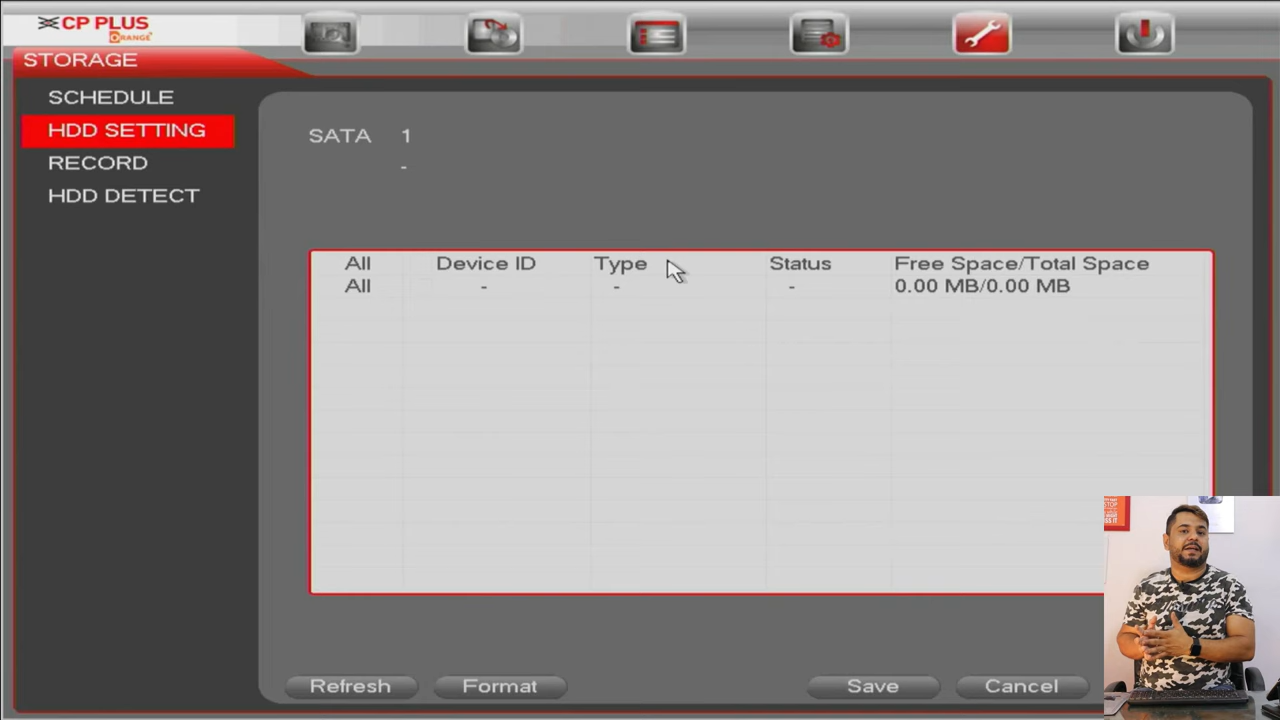 CP PLUS
ORANGE
STORAGE
SCHEDULE
HDD SETTING
RECORD
HDD DETECT
SATA 1
-
All Device ID Type Status Free Space/Total Space
All - - - 0.00 MB/0.00 MB
Refresh Format Save Cancel
STOP